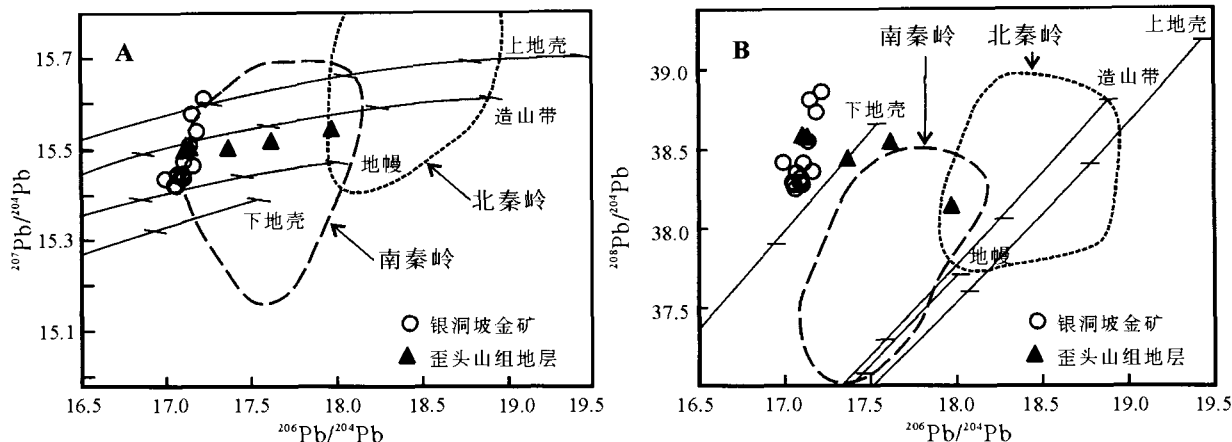 A
15.7
15.5
15.3
15.1
上地壳
造山带
地幔
下地壳
北秦岭
南秦岭
银洞坡金矿
歪头山组地层
16.5 17.0 17.5 18.0 18.5 19.0 19.5
²⁰⁶Pb/²⁰⁴Pb
²⁰⁷Pb/²⁰⁴Pb
B
39.0
38.5
38.0
37.5
南秦岭
北秦岭
上地壳
造山带
下地壳
地幔
银洞坡金矿
歪头山组地层
16.5 17.0 17.5 18.0 18.5 19.0 19.5
²⁰⁶Pb/²⁰⁴Pb
²⁰⁸Pb/²⁰⁴Pb